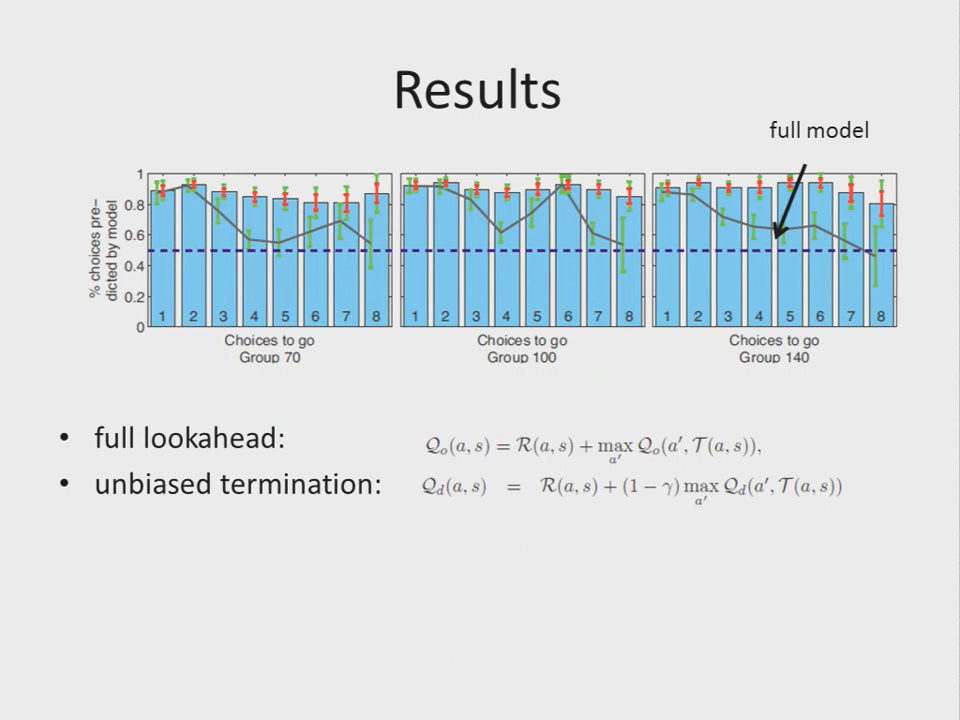 Results
full model
% choices pre–
dicted by model
1
0.8
0.6
0.4
0.2
0
1 2 3 4 5 6 7 8
1 2 3 4 5 6 7 8
1 2 3 4 5 6 7 8
Choices to go
Group 70
Choices to go
Group 100
Choices to go
Group 140
• full lookahead: 𝒬ₒ(a, s) = ℛ(a, s) + max_{a′} 𝒬ₒ(a′, 𝒯(a, s)),
• unbiased termination: 𝒬_d(a, s) = ℛ(a, s) + (1 − γ) max_{a′} 𝒬_d(a′, 𝒯(a, s))